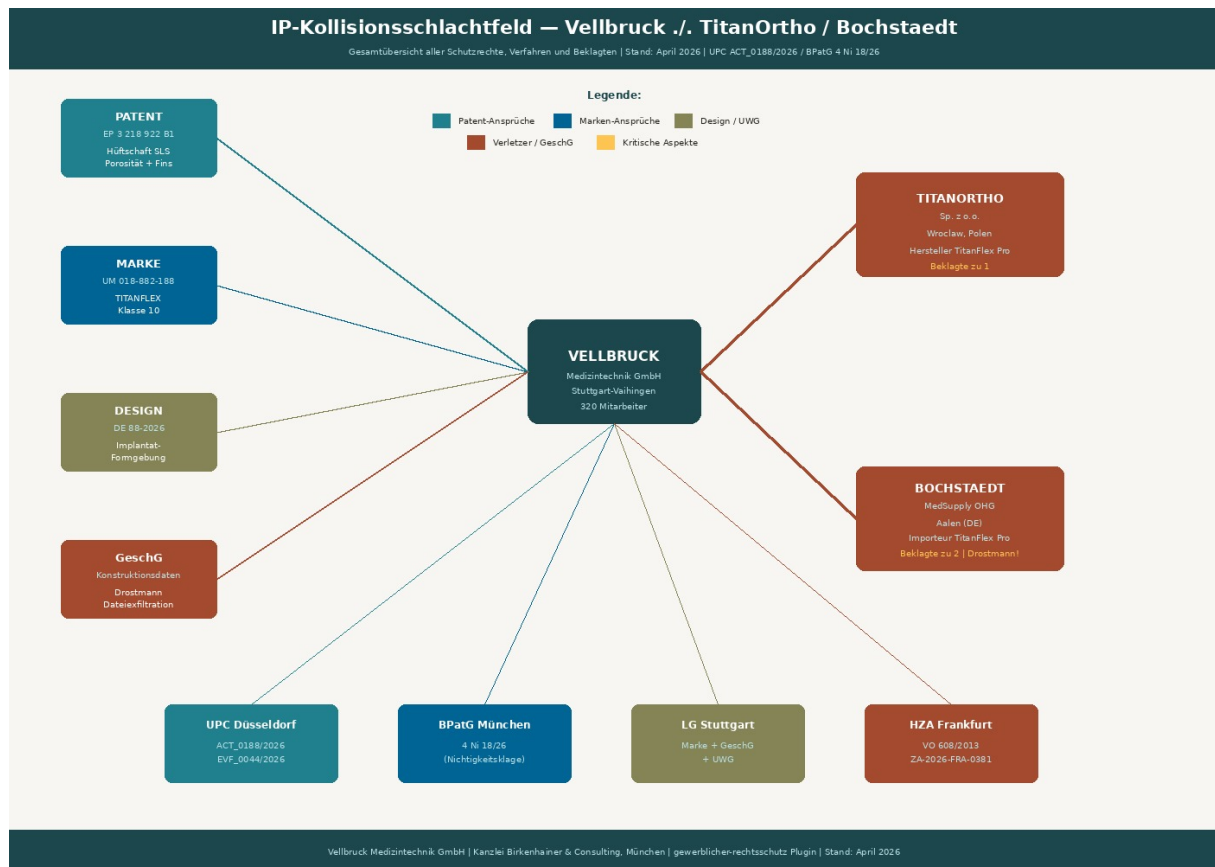 IP-Kollisionsschlachtfeld — Vellbruck ./. TitanOrtho / Bochstaedt
Gesamtübersicht aller Schutzrechte, Verfahren und Beklagten | Stand: April 2026 | UPC ACT_0188/2026 / BPatG 4 Ni 18/26
Legende:
Patent-Ansprüche
Marken-Ansprüche
Design / UWG
Verletzer / GeschG
Kritische Aspekte
PATENT
EP 3 218 922 B1
Hüftschaft SLS
Porosität + Fins
MARKE
UM 018-882-188
TITANFLEX
Klasse 10
DESIGN
DE 88-2026
Implantat-
Formgebung
GeschG
Konstruktionsdaten
Drostmann
Dateiexfiltration
VELLBRUCK
Medizintechnik GmbH
Stuttgart-Vaihingen
320 Mitarbeiter
TITANORTHO
Sp. z o.o.
Wroclaw, Polen
Hersteller TitanFlex Pro
Beklagte zu 1
BOCHSTAEDT
MedSupply OHG
Aalen (DE)
Importeur TitanFlex Pro
Beklagte zu 2 | Drostmann!
UPC Düsseldorf
ACT_0188/2026
EVF_0044/2026
BPatG München
4 Ni 18/26
(Nichtigkeitsklage)
LG Stuttgart
Marke + GeschG
+ UWG
HZA Frankfurt
VO 608/2013
ZA-2026-FRA-0381
Vellbruck Medizintechnik GmbH | Kanzlei Birkenhainer & Consulting, München | gewerblicher-rechtsschutz Plugin | Stand: April 2026